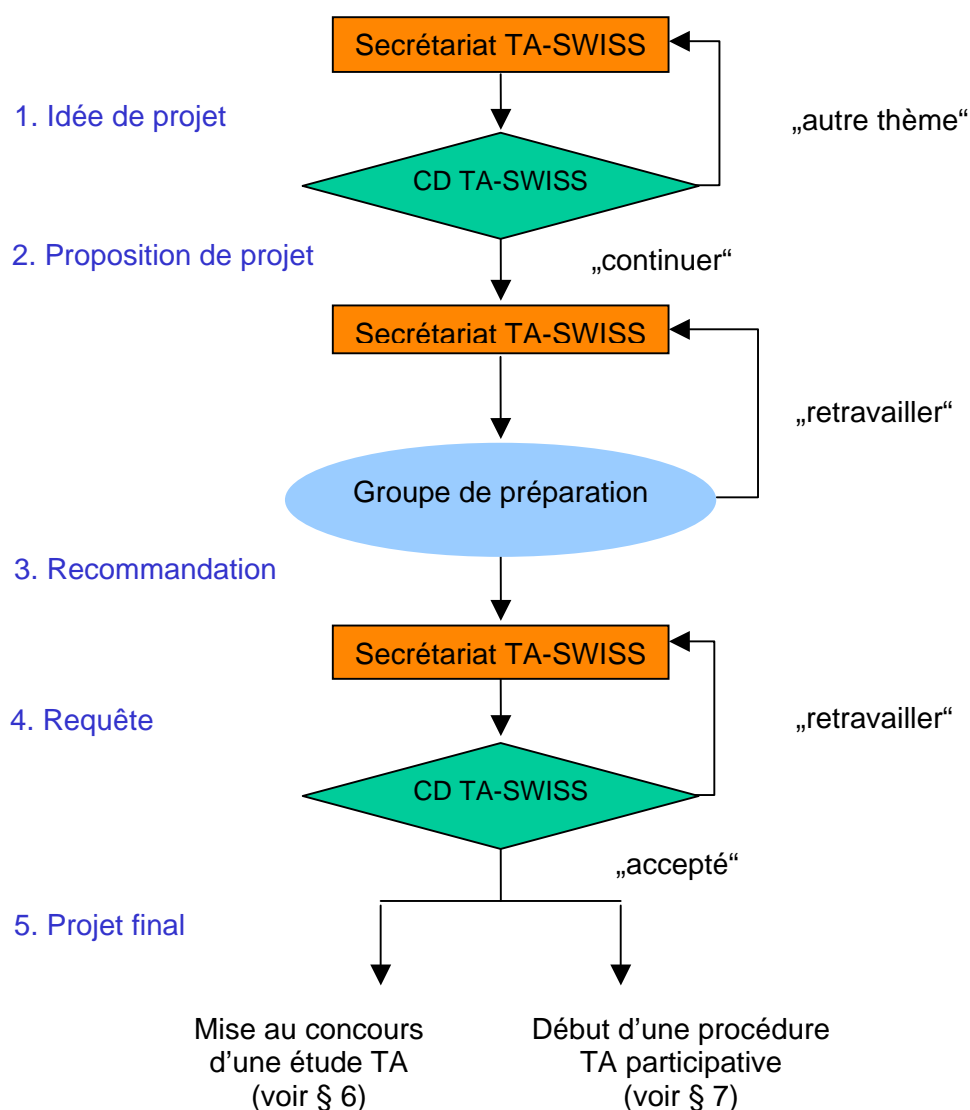 Secrétariat TA-SWISS
1. Idée de projet
„autre thème“
CD TA-SWISS
2. Proposition de projet
„continuer“
Secrétariat TA-SWISS
„retravailler“
Groupe de préparation
3. Recommandation
Secrétariat TA-SWISS
4. Requête
„retravailler“
CD TA-SWISS
„accepté“
5. Projet final
Mise au concours
d’une étude TA
(voir § 6)
Début d’une procédure
TA participative
(voir § 7)